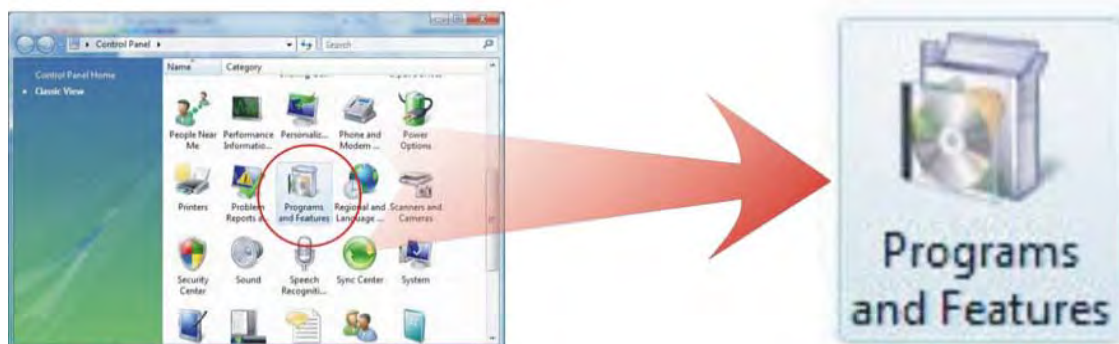 Control Panel
Search
Control Panel Home
Classic View
Name Category
People Near Me
Performance Informatio...
Personaliz...
Phone and Modem ...
Power Options
Printers
Problem Reports a...
Programs and Features
Regional and Language ...
Scanners and Cameras
Security Center
Sound
Speech Recogniti...
Sync Center
System
Programs
and Features